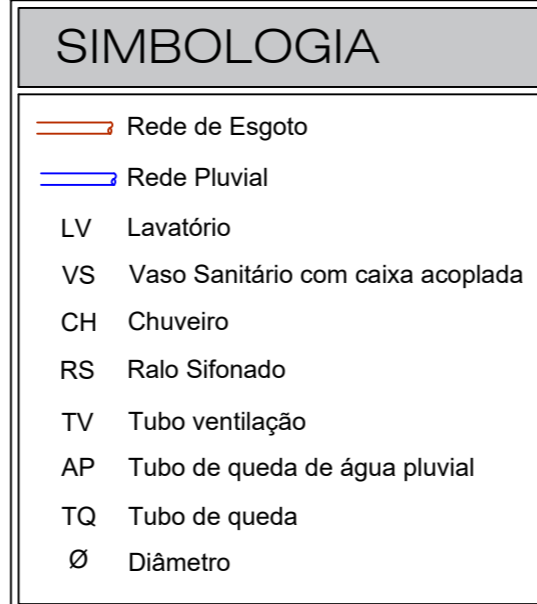 SIMBOLOGIA
Rede de Esgoto
Rede Pluvial
LV Lavatório
VS Vaso Sanitário com caixa acoplada
CH Chuveiro
RS Ralo Sifonado
TV Tubo ventilação
AP Tubo de queda de água pluvial
TQ Tubo de queda
Ø Diâmetro